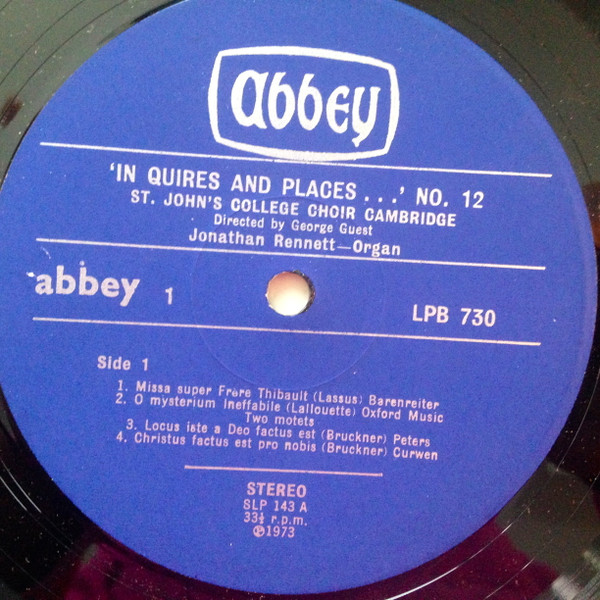 abbey
'IN QUIRES AND PLACES . . .' NO. 12
ST. JOHN'S COLLEGE CHOIR CAMBRIDGE
Directed by George Guest
Jonathan Rennett—Organ
abbey 1 LPB 730
Side 1
1. Missa super Frère Thibault (Lassus) Barenreiter
2. O mysterium ineffabile (Lallouette) Oxford Music
Two motets
3. Locus iste a Deo factus est (Bruckner) Peters
4. Christus factus est pro nobis (Bruckner) Curwen
STEREO
SLP 143 A
33⅓ r.p.m.
℗1973